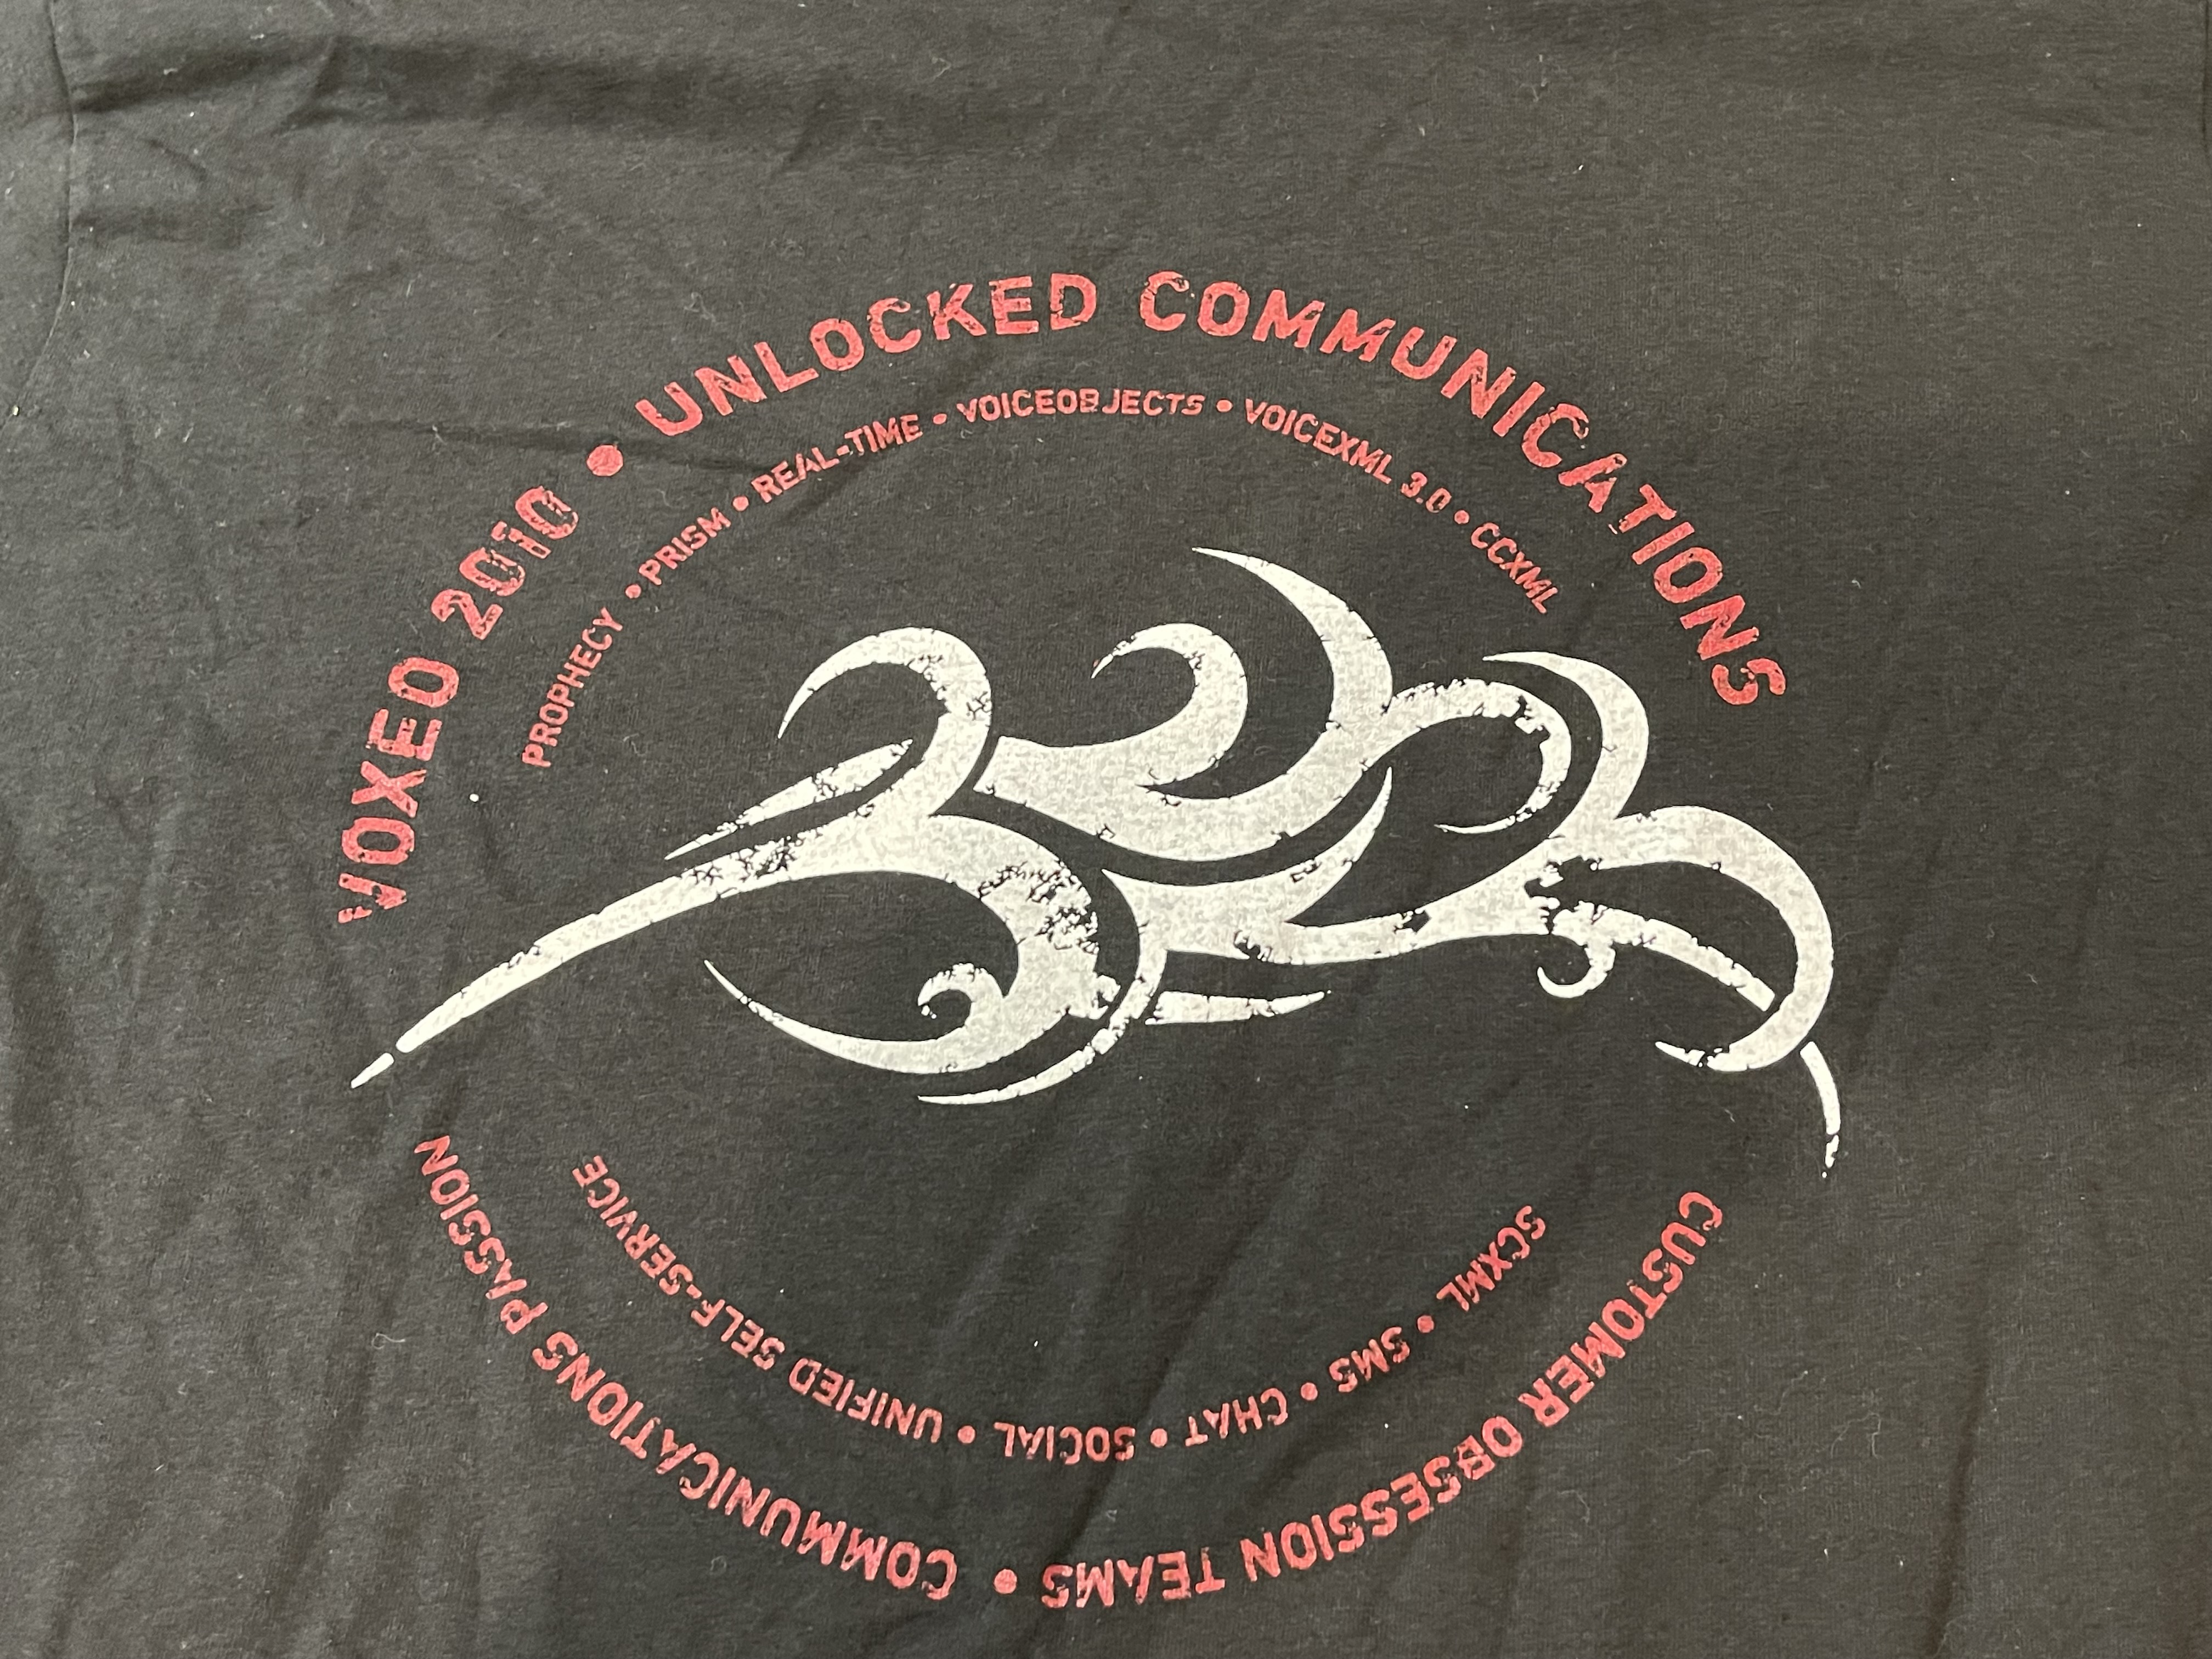 VOXEO 2010 • UNLOCKED COMMUNICATIONS
PROPHECY • PRISM • REAL-TIME • VOICEOBJECTS • VOICEXML 3.0 • CCXML
SCXML • SMS • CHAT • SOCIAL • UNIFIED SELF-SERVICE
CUSTOMER OBSESSION TEAMS • COMMUNICATIONS PASSION